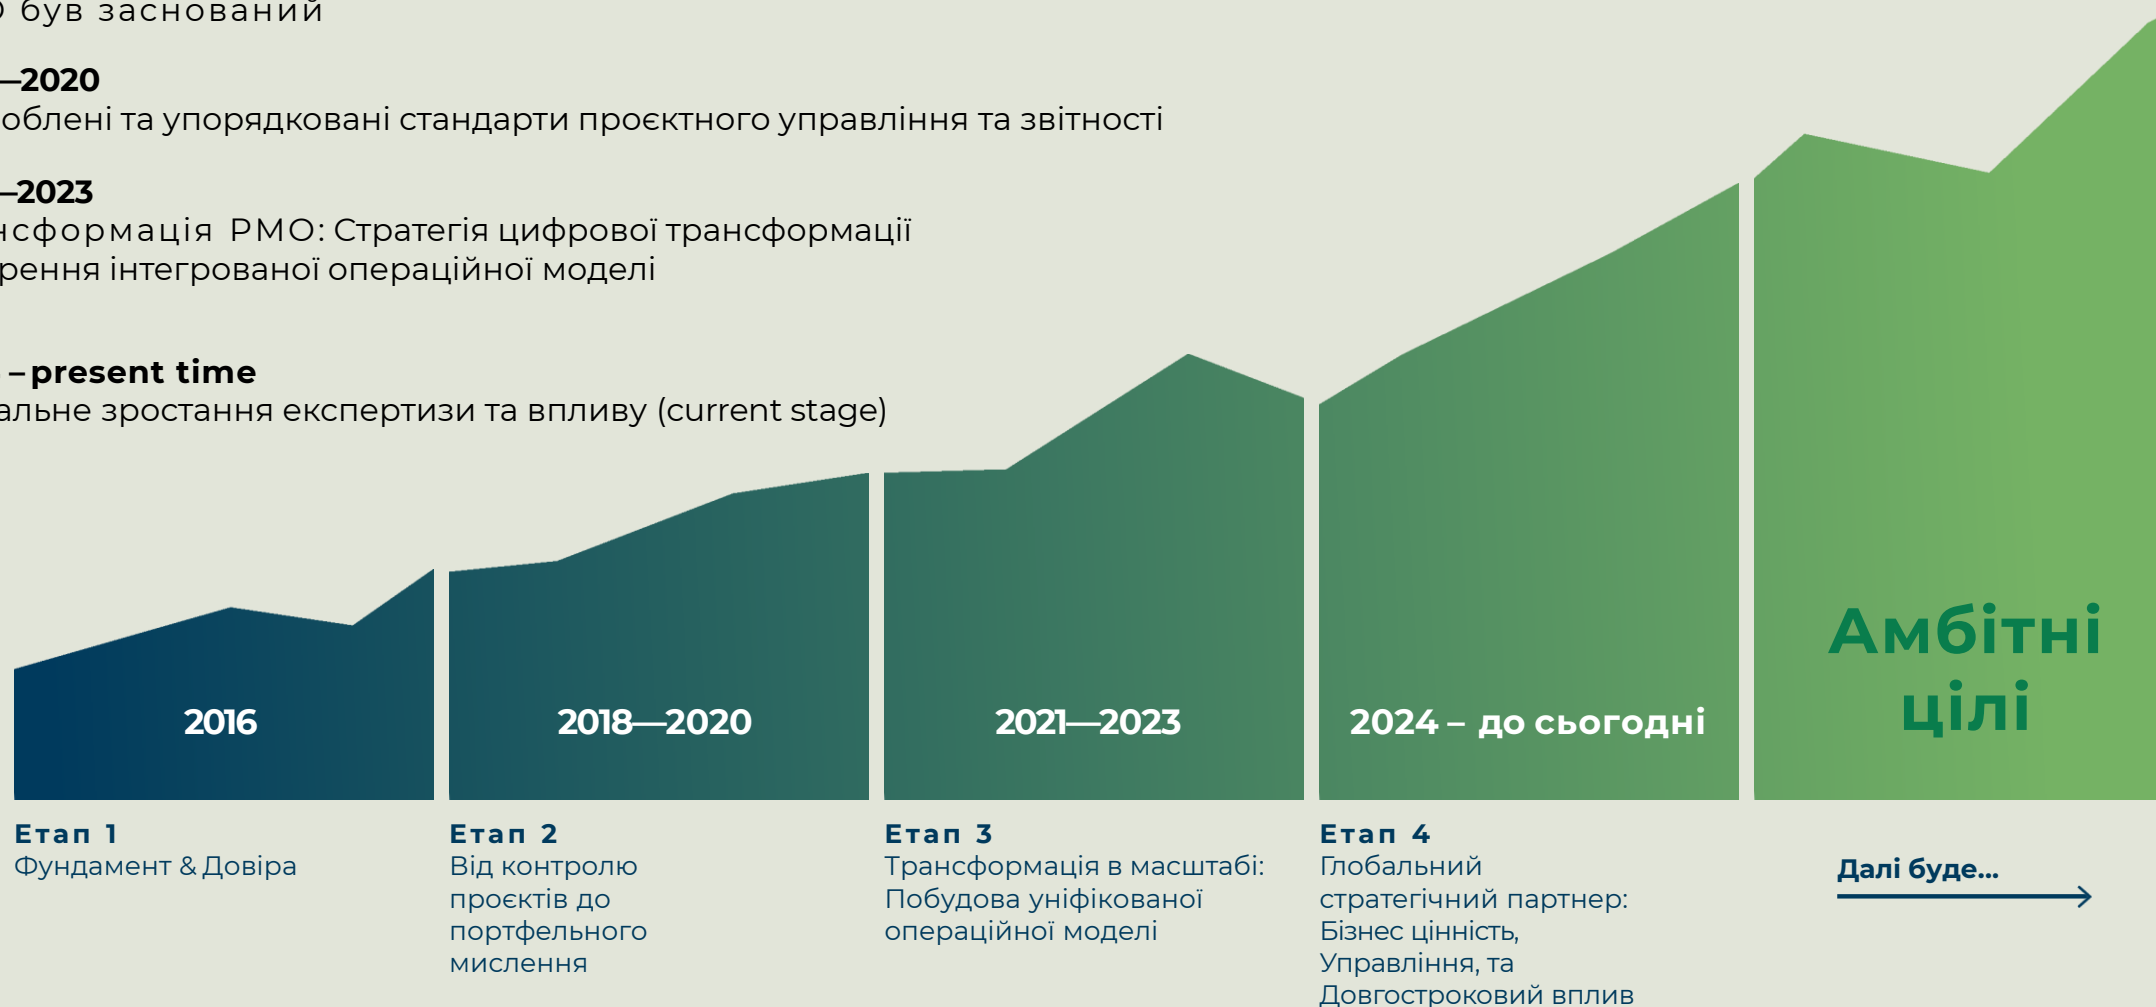 був заснований
—2020
облені та упорядковані стандарти проєктного управління та звітності
—2023
нсформація РМО: Стратегія цифрової трансформації
рення інтегрованої операційної моделі
– present time
альне зростання експертизи та впливу (current stage)
2016
2018—2020
2021—2023
2024 – до сьогодні
Амбітні
цілі
Етап 1
Фундамент & Довіра
Етап 2
Від контролю
проєктів до
портфельного
мислення
Етап 3
Трансформація в масштабі:
Побудова уніфікованої
операційної моделі
Етап 4
Глобальний
стратегічний партнер:
Бізнес цінність,
Управління, та
Довгостроковий вплив
Далі буде...